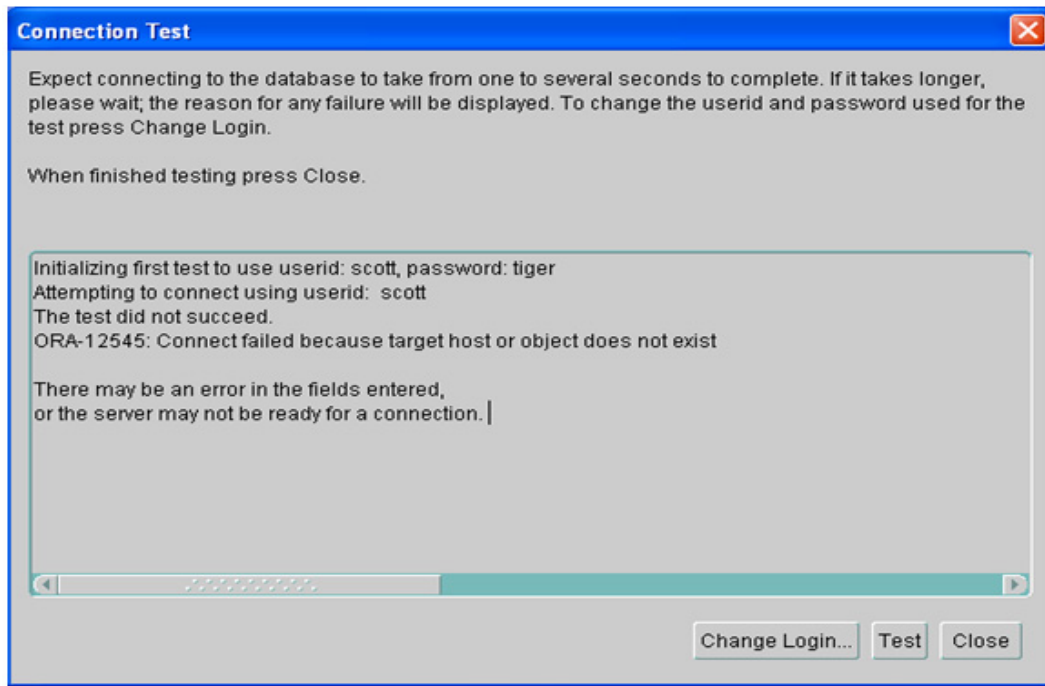 Connection Test
Expect connecting to the database to take from one to several seconds to complete. If it takes longer,
please wait; the reason for any failure will be displayed. To change the userid and password used for the
test press Change Login.
When finished testing press Close.
Initializing first test to use userid: scott, password: tiger
Attempting to connect using userid:  scott
The test did not succeed.
ORA-12545: Connect failed because target host or object does not exist
There may be an error in the fields entered,
or the server may not be ready for a connection.
Change Login... Test Close